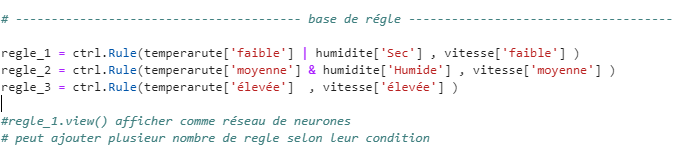 # --------------------------------------- base de régle ------------------------------------
regle_1 = ctrl.Rule(temperarute['faible'] | humidite['Sec'] , vitesse['faible'] )
regle_2 = ctrl.Rule(temperarute['moyenne'] & humidite['Humide'] , vitesse['moyenne'] )
regle_3 = ctrl.Rule(temperarute['élevée']  , vitesse['élevée'] )
#regle_1.view() afficher comme réseau de neurones
# peut ajouter plusieur nombre de regle selon leur condition